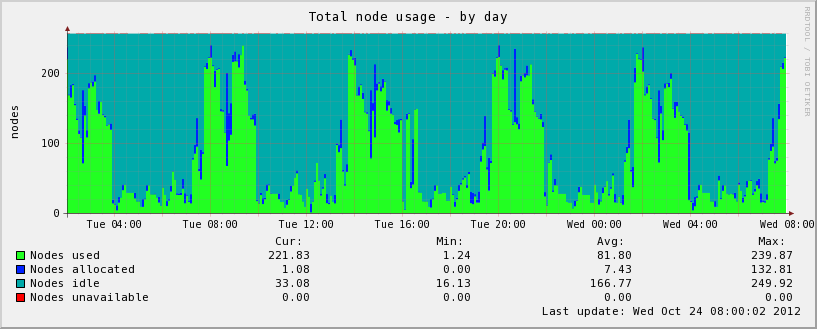 Total node usage - by day
RRDTOOL / TOBI OETIKER
nodes
200
100
0
Tue 04:00 Tue 08:00 Tue 12:00 Tue 16:00 Tue 20:00 Wed 00:00 Wed 04:00 Wed 08:00
Cur: Min: Avg: Max:
Nodes used 221.83 1.24 81.80 239.87
Nodes allocated 1.08 0.00 7.43 132.81
Nodes idle 33.08 16.13 166.77 249.92
Nodes unavailable 0.00 0.00 0.00 0.00
Last update: Wed Oct 24 08:00:02 2012